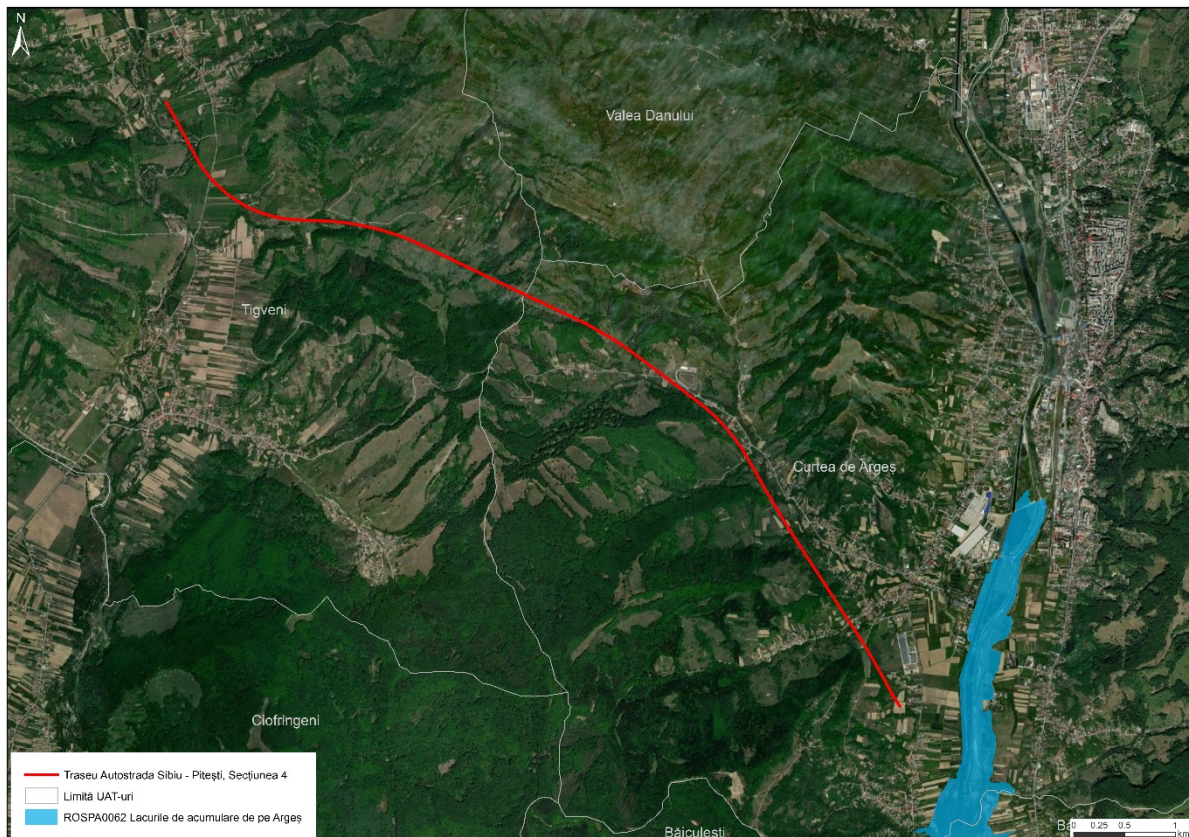 N
Valea Danului
Tigveni
Curtea de Argeș
Ciofrîngeni
Traseu Autostrada Sibiu - Pitești, Secțiunea 4
Limită UAT-uri
ROSPA0062 Lacurile de acumulare de pe Argeș
Băiculești
0 0.25 0.5 1
km